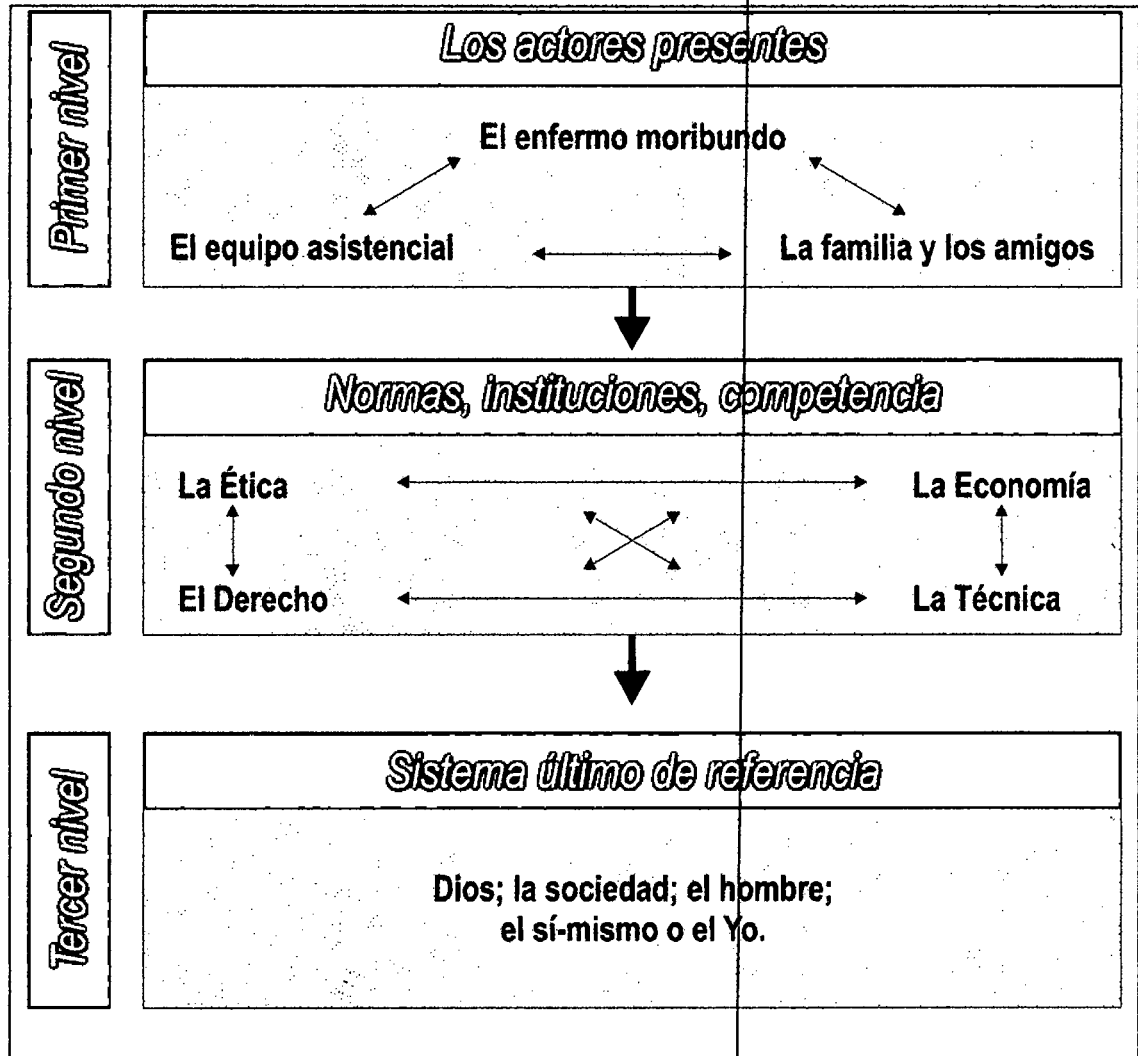 Primer nivel
Los actores presentes
El enfermo moribundo
El equipo asistencial
La familia y los amigos
Segundo nivel
Normas, instituciones, competencia
La Ética
La Economía
El Derecho
La Técnica
Tercer nivel
Sistema último de referencia
Dios; la sociedad; el hombre;
el sí-mismo o el Yo.